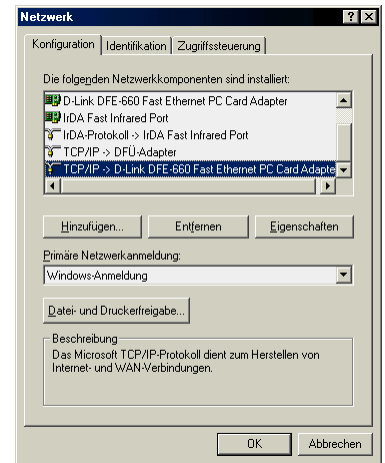 Netzwerk
Konfiguration Identifikation Zugriffssteuerung
Die folgenden Netzwerkkomponenten sind installiert:
D-Link DFE-660 Fast Ethernet PC Card Adapter
IrDA Fast Infrared Port
IrDA-Protokoll -> IrDA Fast Infrared Port
TCP/IP -> DFÜ-Adapter
TCP/IP -> D-Link DFE-660 Fast Ethernet PC Card Adapte
Hinzufügen... Entfernen Eigenschaften
Primäre Netzwerkanmeldung:
Windows-Anmeldung
Datei- und Druckerfreigabe...
Beschreibung
Das Microsoft TCP/IP-Protokoll dient zum Herstellen von
Internet- und WAN-Verbindungen.
OK Abbrechen